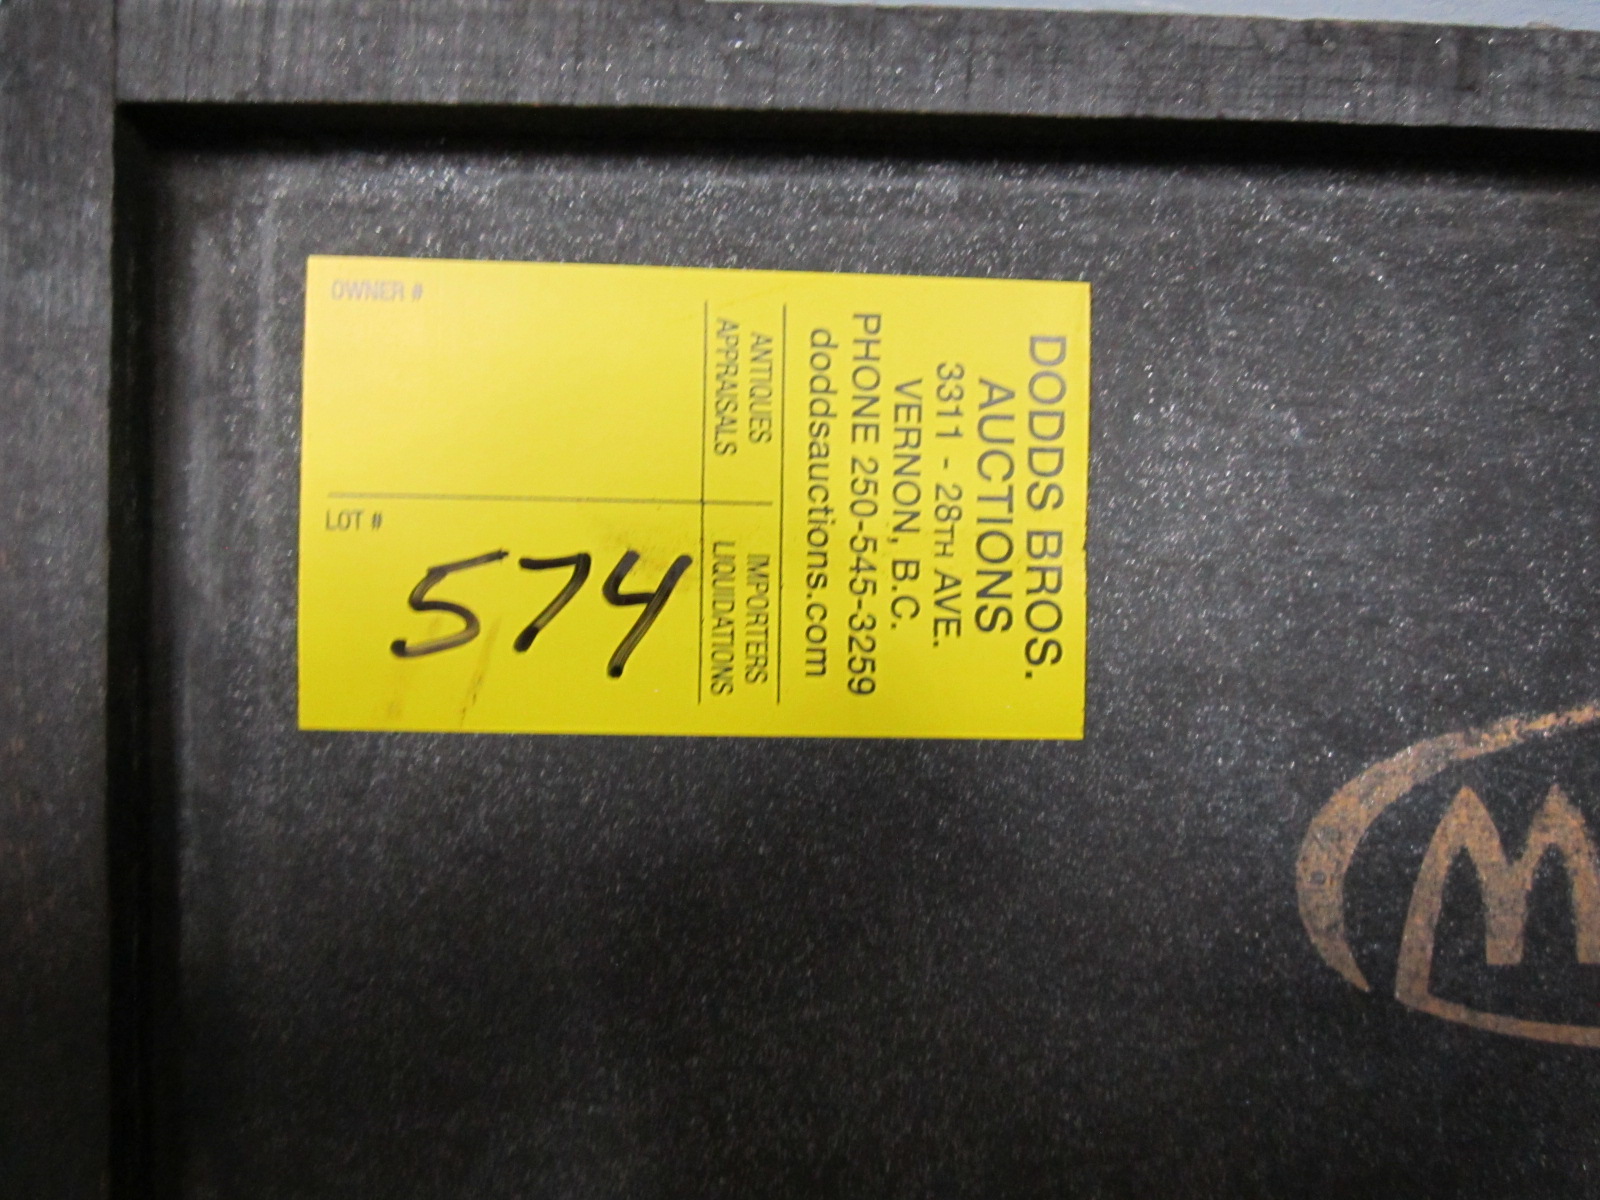 DODDS BROS.
AUCTIONS
3311 - 28TH AVE.
VERNON, B.C.
PHONE 250-545-3259
doddsauctions.com
ANTIQUES IMPORTERS
APPRAISALS LIQUIDATIONS
OWNER #
LOT #
574
M